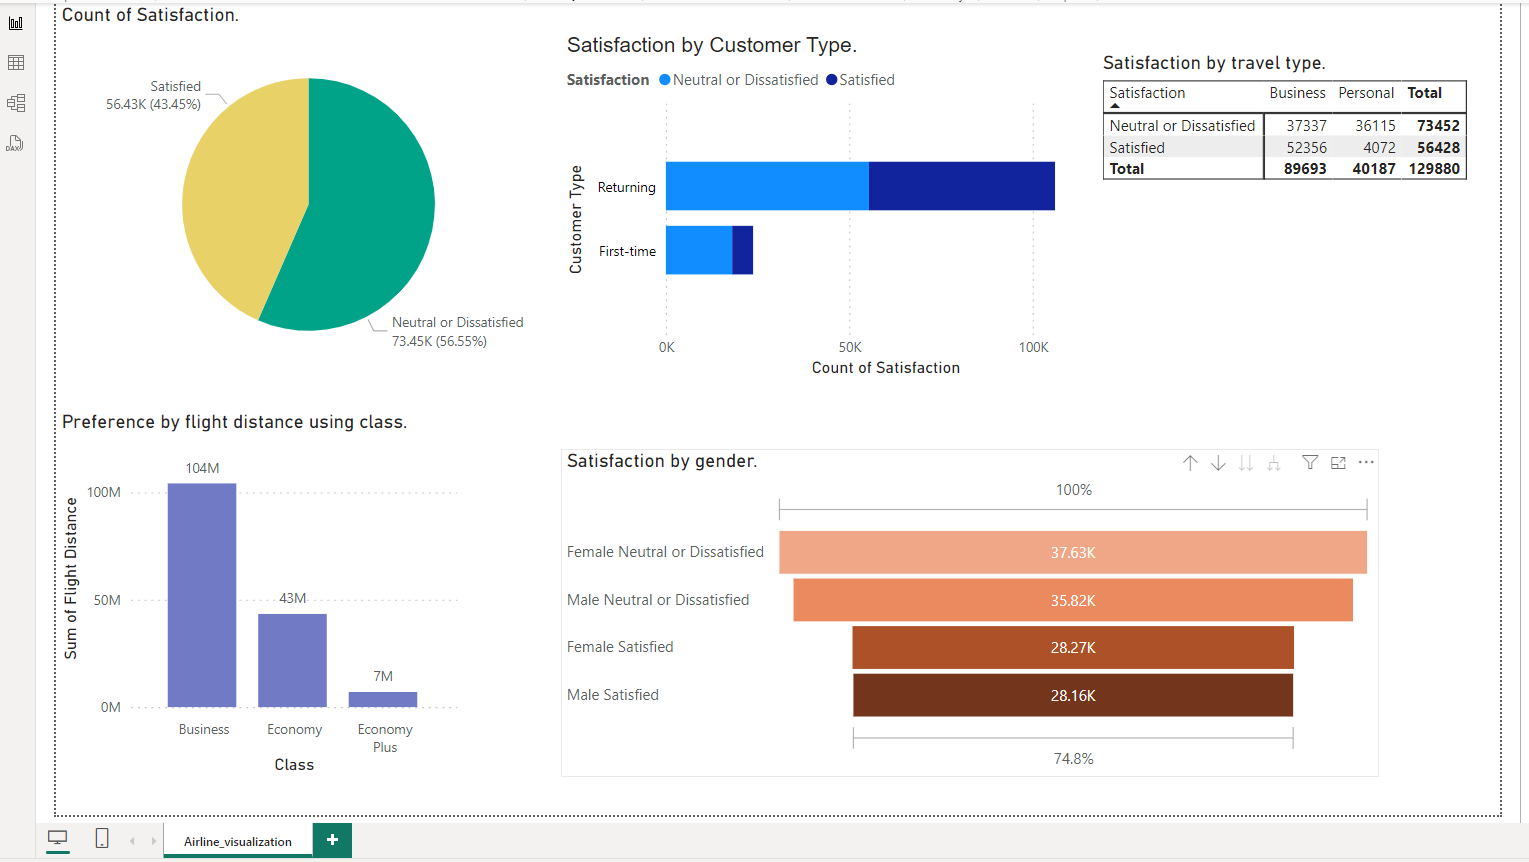 Count of Satisfaction.
Satisfied
56.43K (43.45%)
Neutral or Dissatisfied
73.45K (56.55%)
Satisfaction by Customer Type.
Satisfaction Neutral or Dissatisfied Satisfied
Customer Type
Returning
First-time
0K 50K 100K
Count of Satisfaction
Satisfaction by travel type.
Satisfaction Business Personal Total
Neutral or Dissatisfied 37337 36115 73452
Satisfied 52356 4072 56428
Total 89693 40187 129880
Preference by flight distance using class.
Sum of Flight Distance
100M
50M
0M
104M
43M
7M
Business Economy Economy
Plus
Class
Satisfaction by gender.
100%
Female Neutral or Dissatisfied 37.63K
Male Neutral or Dissatisfied 35.82K
Female Satisfied 28.27K
Male Satisfied 28.16K
74.8%
DAX
Airline_visualization